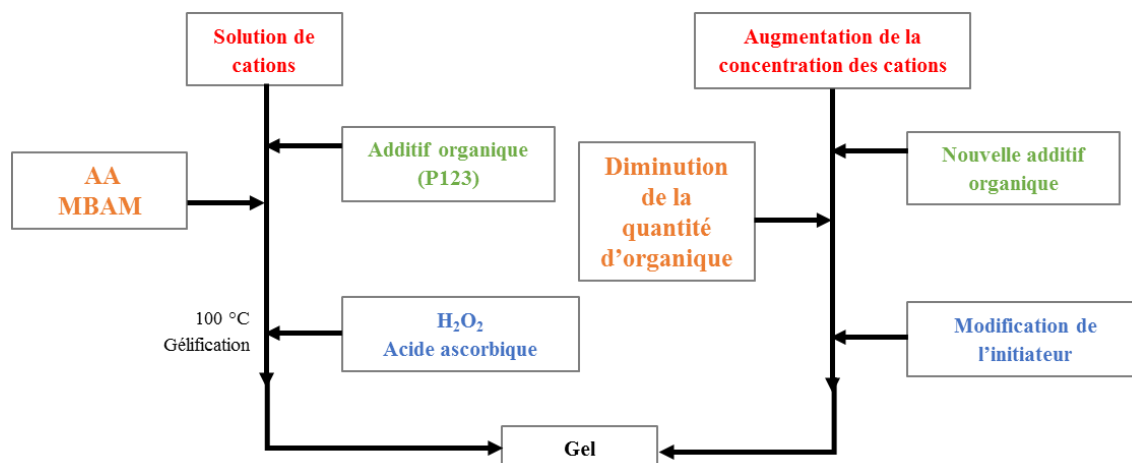 Solution de
cations
Additif organique
(P123)
AA
MBAM
100 °C
Gélification
H₂O₂
Acide ascorbique
Augmentation de la
concentration des cations
Nouvelle additif
organique
Diminution
de la
quantité
d’organique
Modification de
l’initiateur
Gel